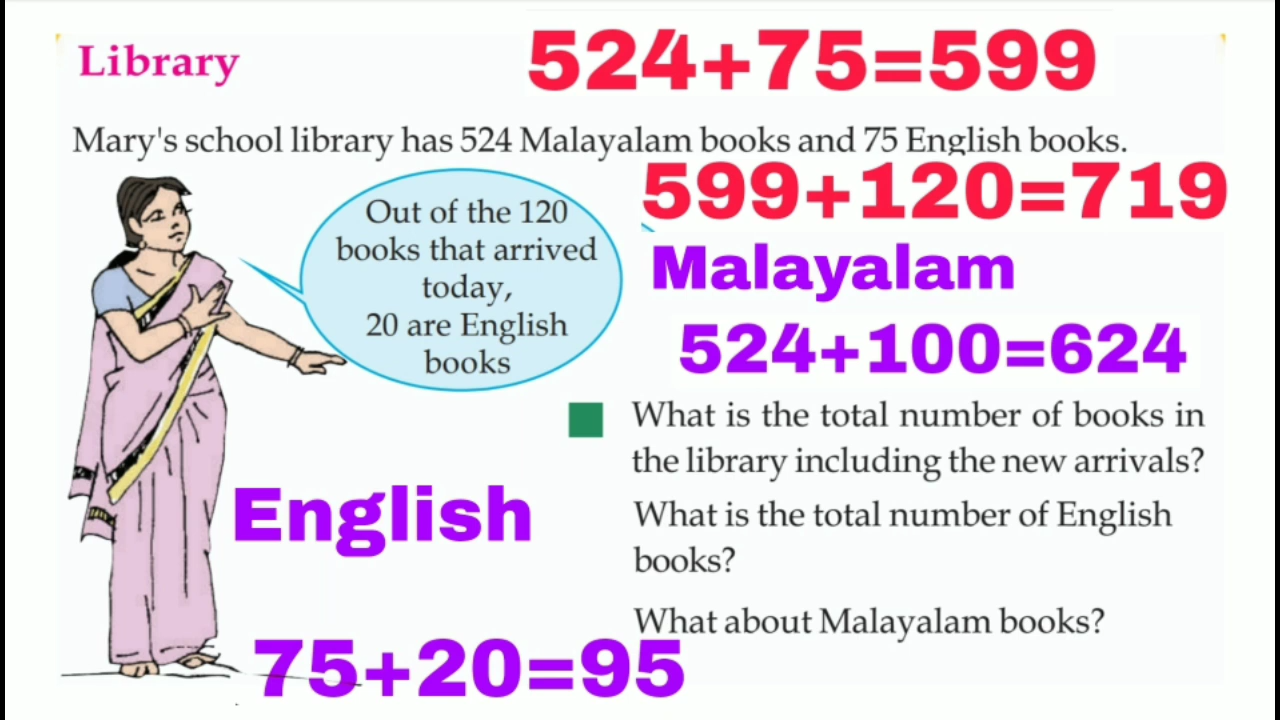 Library
524+75=599
Mary's school library has 524 Malayalam books and 75 English books.
Out of the 120
books that arrived
today,
20 are English
books
599+120=719
Malayalam
524+100=624
What is the total number of books in
the library including the new arrivals?
What is the total number of English
books?
What about Malayalam books?
English
75+20=95